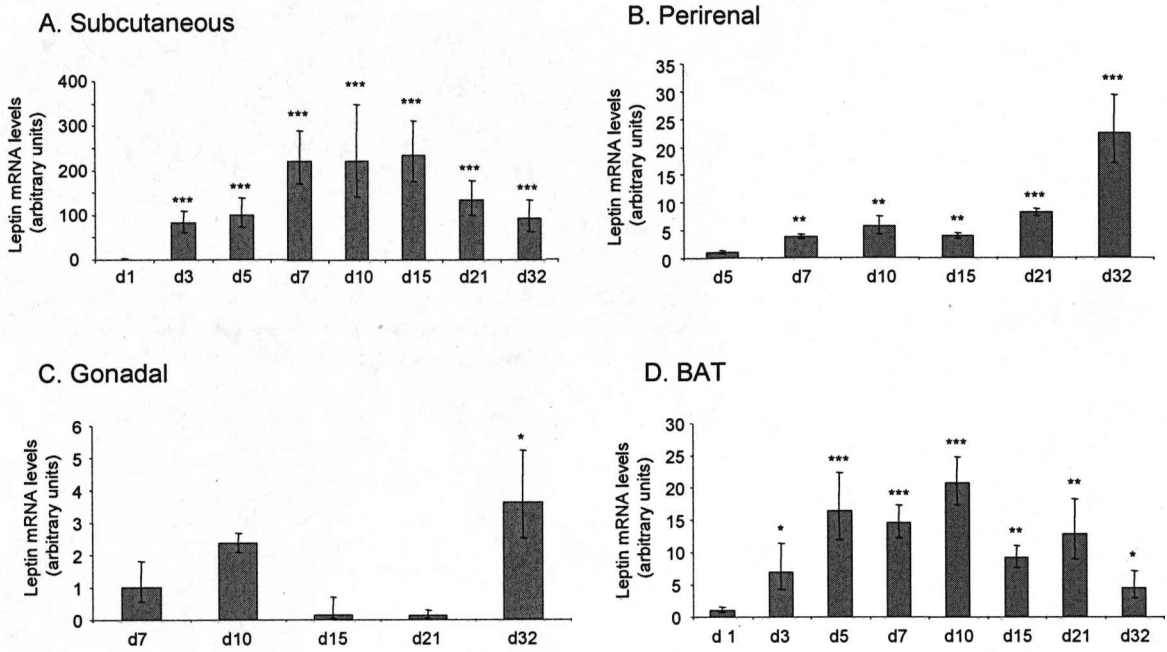 A. Subcutaneous
Leptin mRNA levels
(arbitrary units)
400
300
200
100
0
***
***
***
***
***
***
***
d1 d3 d5 d7 d10 d15 d21 d32
B. Perirenal
Leptin mRNA levels
(arbitrary units)
35
30
25
20
15
10
5
0
**
**
**
***
***
d5 d7 d10 d15 d21 d32
C. Gonadal
Leptin mRNA levels
(arbitrary units)
6
5
4
3
2
1
0
*
d7 d10 d15 d21 d32
D. BAT
Leptin mRNA levels
(arbitrary units)
30
25
20
15
10
5
0
*
***
***
***
**
**
*
d 1 d3 d5 d7 d10 d15 d21 d32